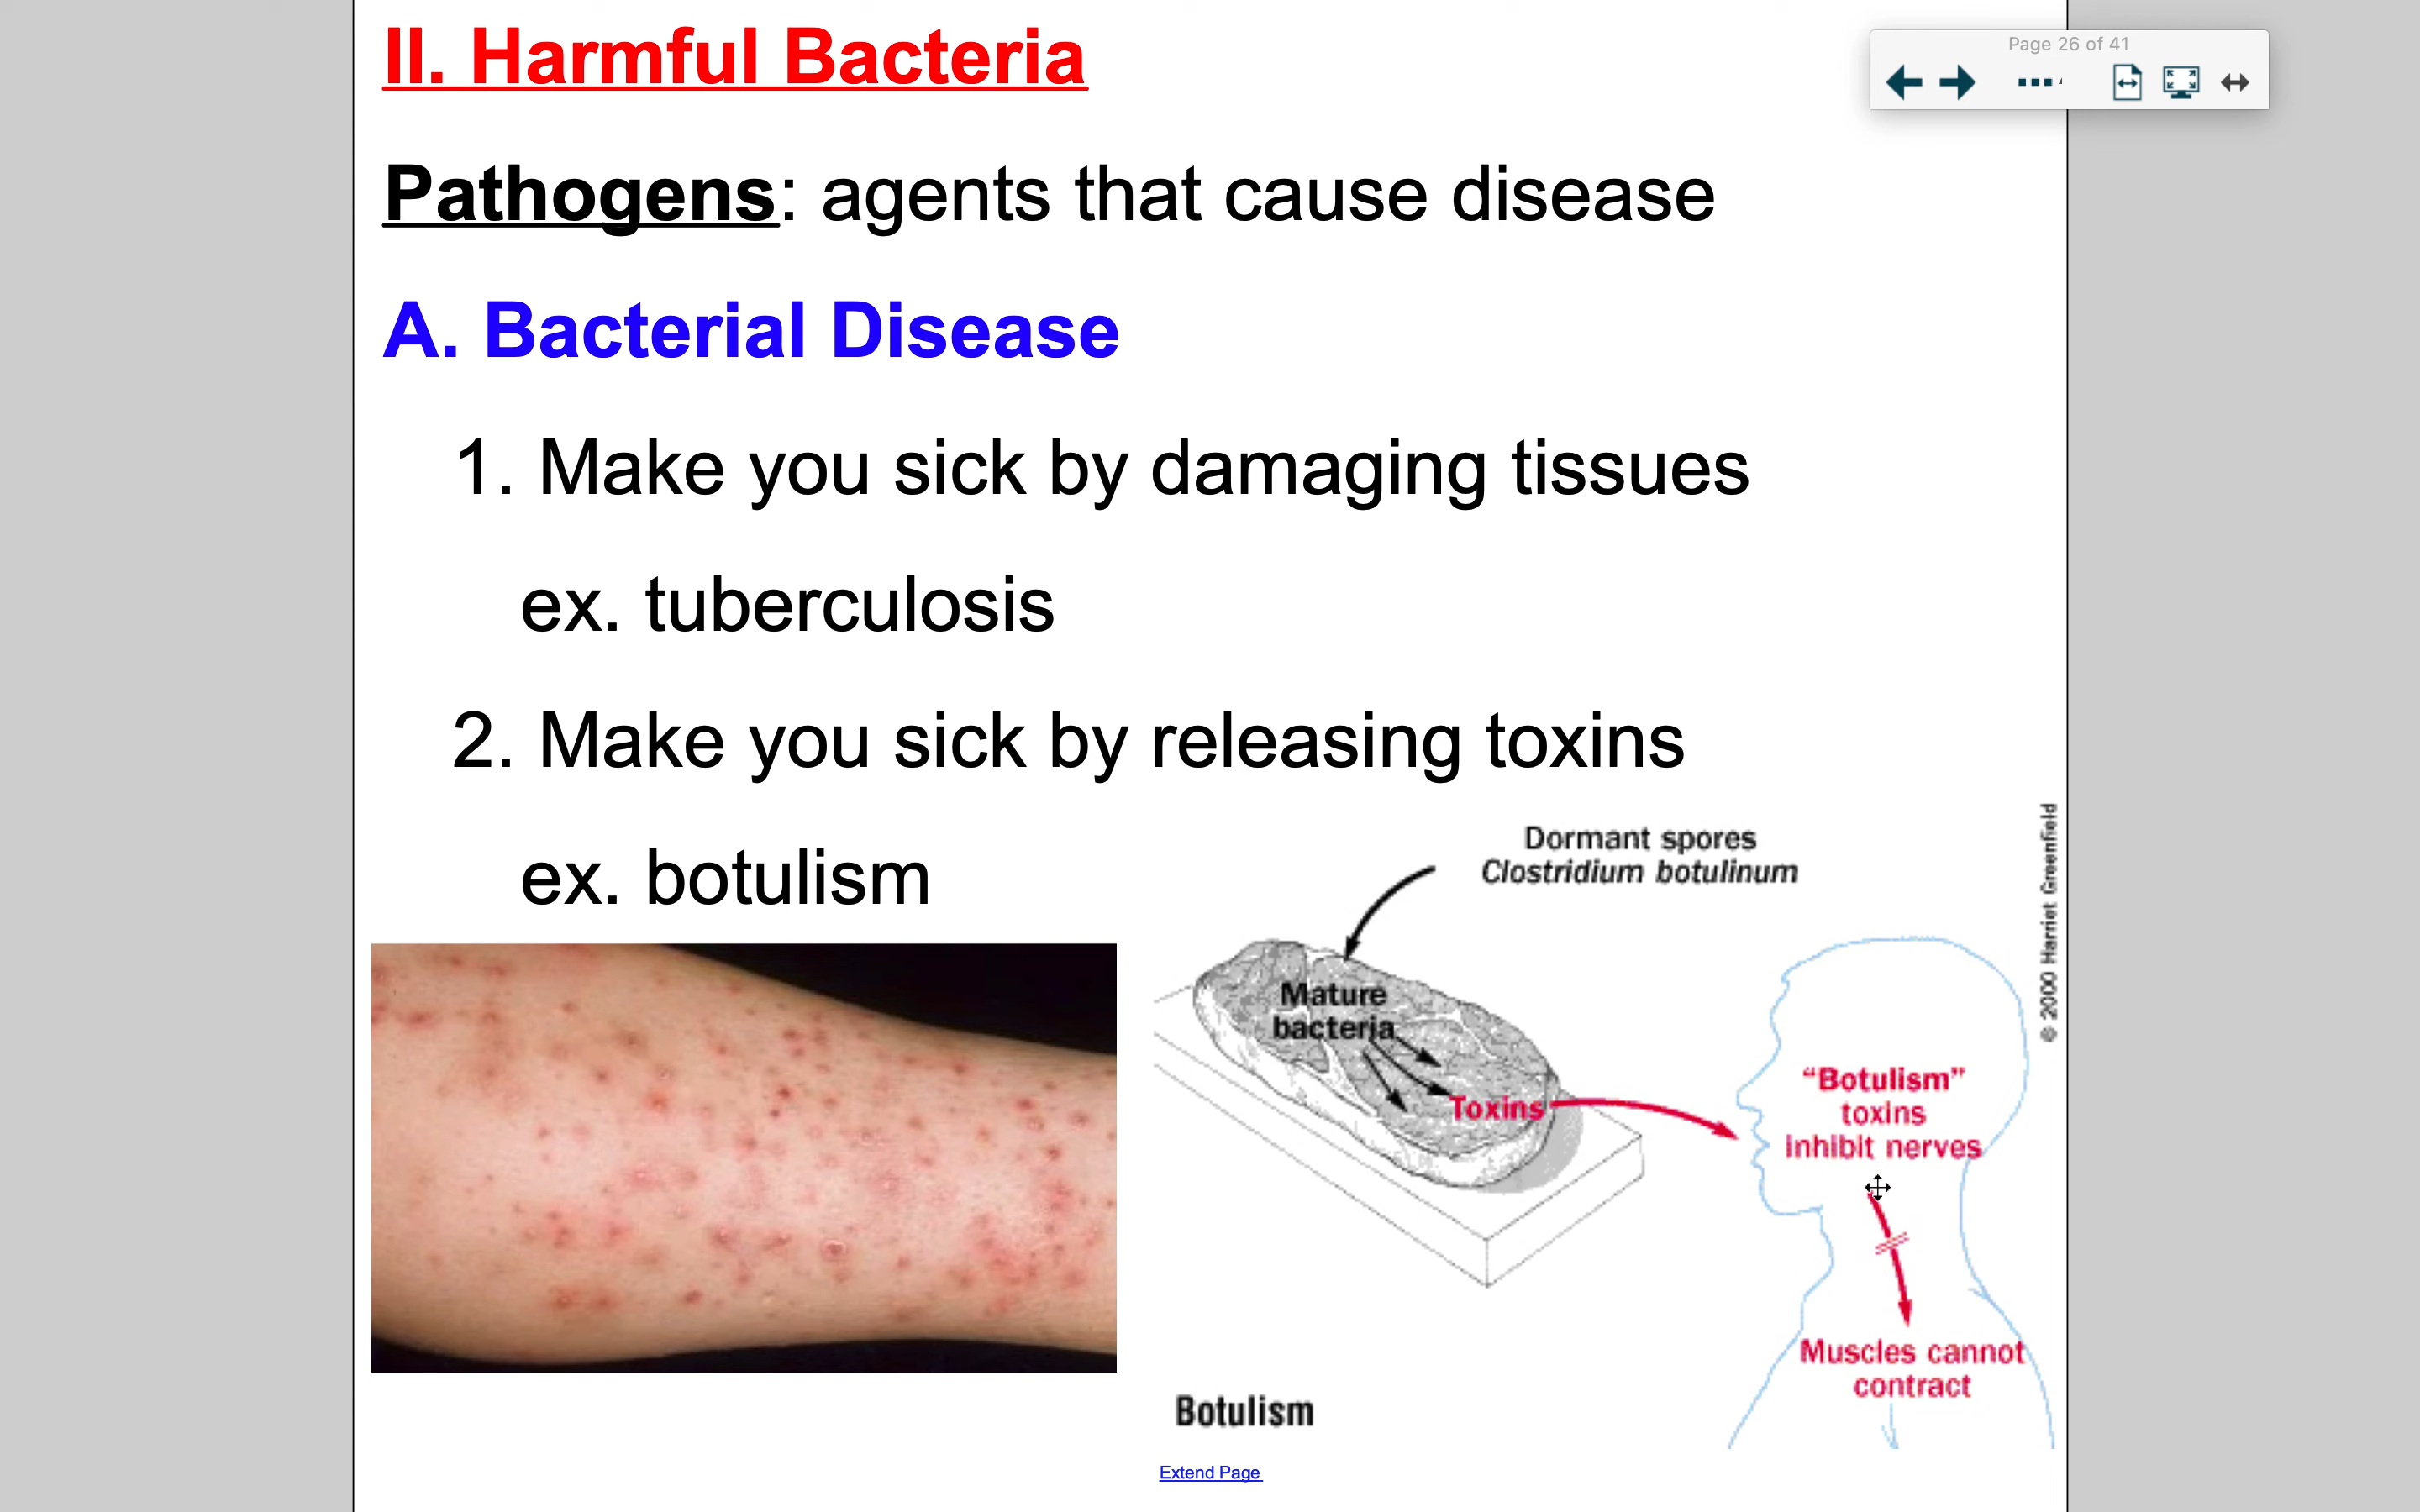 II. Harmful Bacteria
Page 26 of 41
Pathogens: agents that cause disease
A. Bacterial Disease
1. Make you sick by damaging tissues
ex. tuberculosis
2. Make you sick by releasing toxins
ex. botulism
Dormant spores
Clostridium botulinum
© 2000 Harriet Greenfield
Mature
bacteria
Toxins
“Botulism”
toxins
inhibit nerves
Muscles cannot
contract
Botulism
Extend Page